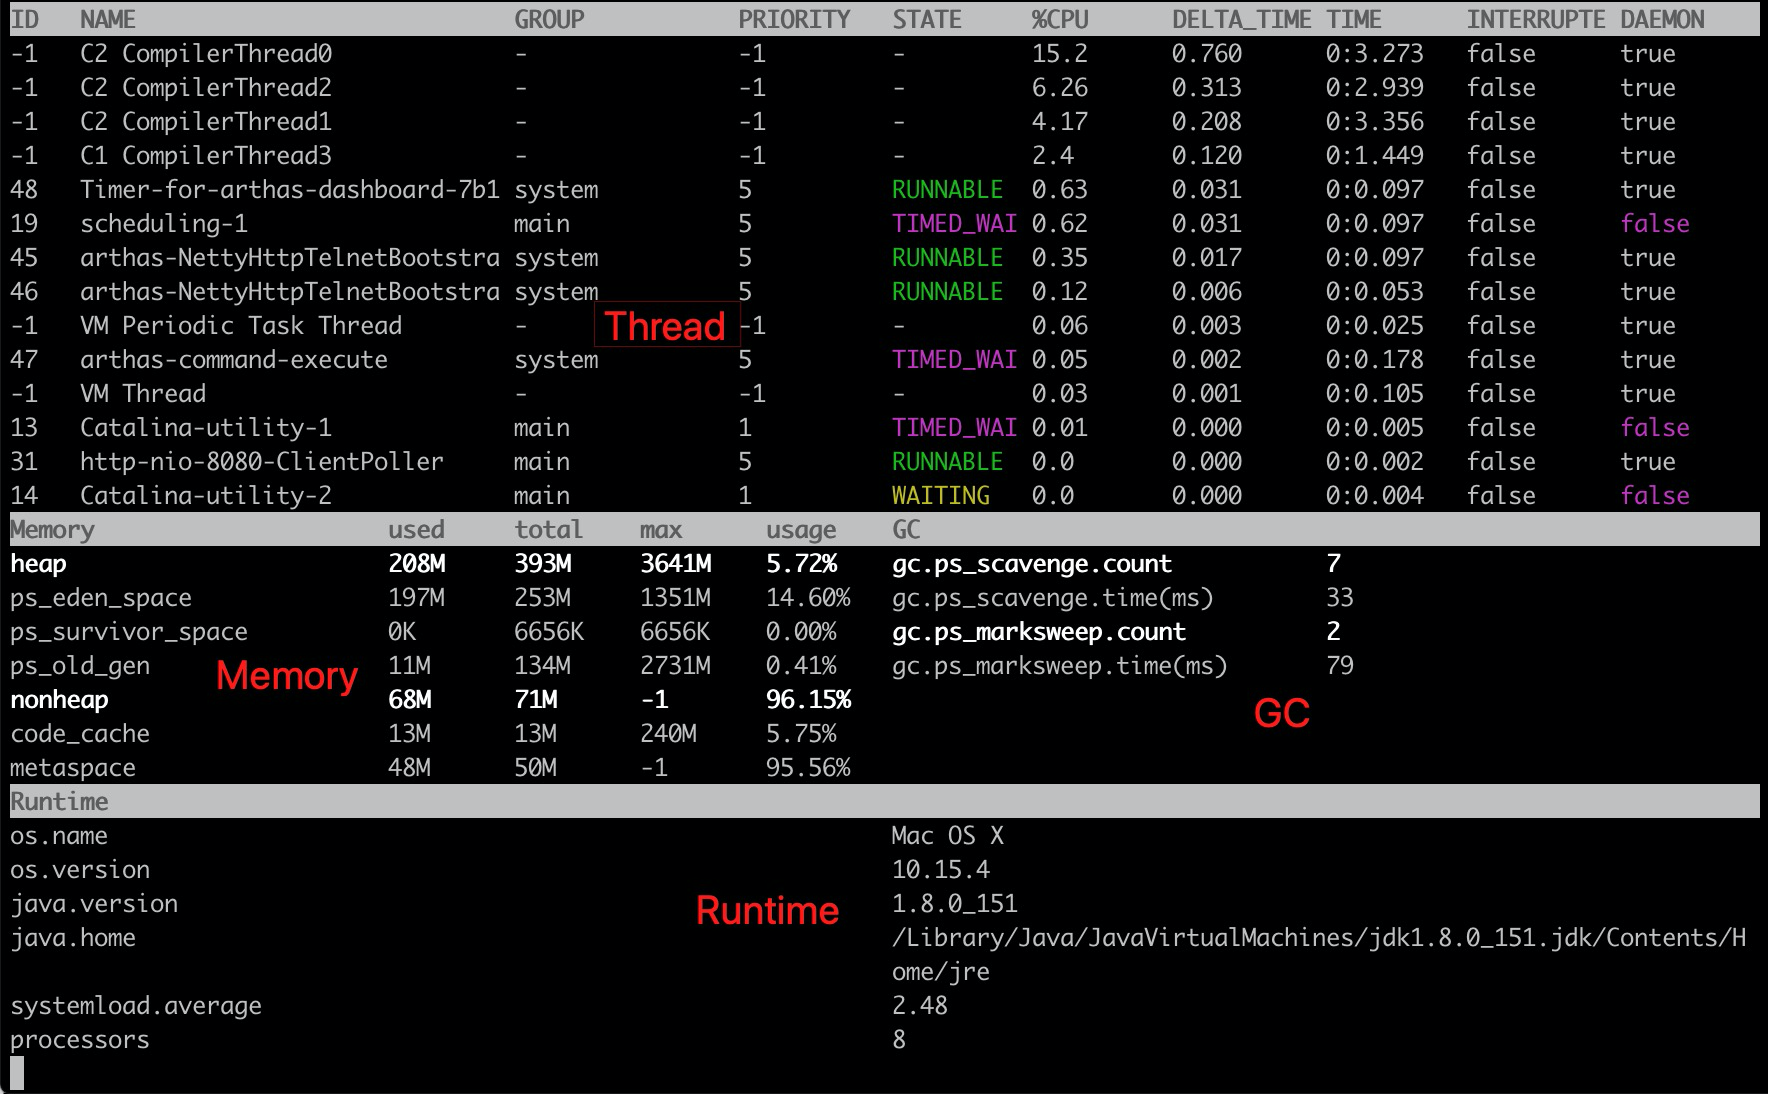 ID NAME GROUP PRIORITY STATE %CPU DELTA_TIME TIME INTERRUPTE DAEMON
-1 C2 CompilerThread0 - -1 - 15.2 0.760 0:3.273 false true
-1 C2 CompilerThread2 - -1 - 6.26 0.313 0:2.939 false true
-1 C2 CompilerThread1 - -1 - 4.17 0.208 0:3.356 false true
-1 C1 CompilerThread3 - -1 - 2.4 0.120 0:1.449 false true
48 Timer-for-arthas-dashboard-7b1 system 5 RUNNABLE 0.63 0.031 0:0.097 false true
19 scheduling-1 main 5 TIMED_WAI 0.62 0.031 0:0.097 false false
45 arthas-NettyHttpTelnetBootstra system 5 RUNNABLE 0.35 0.017 0:0.097 false true
46 arthas-NettyHttpTelnetBootstra system 5 RUNNABLE 0.12 0.006 0:0.053 false true
-1 VM Periodic Task Thread - -1 - 0.06 0.003 0:0.025 false true
Thread
47 arthas-command-execute system 5 TIMED_WAI 0.05 0.002 0:0.178 false true
-1 VM Thread - -1 - 0.03 0.001 0:0.105 false true
13 Catalina-utility-1 main 1 TIMED_WAI 0.01 0.000 0:0.005 false false
31 http-nio-8080-ClientPoller main 5 RUNNABLE 0.0 0.000 0:0.002 false true
14 Catalina-utility-2 main 1 WAITING 0.0 0.000 0:0.004 false false
Memory used total max usage GC
heap 208M 393M 3641M 5.72% gc.ps_scavenge.count 7
ps_eden_space 197M 253M 1351M 14.60% gc.ps_scavenge.time(ms) 33
ps_survivor_space 0K 6656K 6656K 0.00% gc.ps_marksweep.count 2
ps_old_gen 11M 134M 2731M 0.41% gc.ps_marksweep.time(ms) 79
Memory
nonheap 68M 71M -1 96.15%
GC
code_cache 13M 13M 240M 5.75%
metaspace 48M 50M -1 95.56%
Runtime
os.name Mac OS X
os.version 10.15.4
java.version 1.8.0_151
Runtime
java.home /Library/Java/JavaVirtualMachines/jdk1.8.0_151.jdk/Contents/H
ome/jre
systemload.average 2.48
processors 8